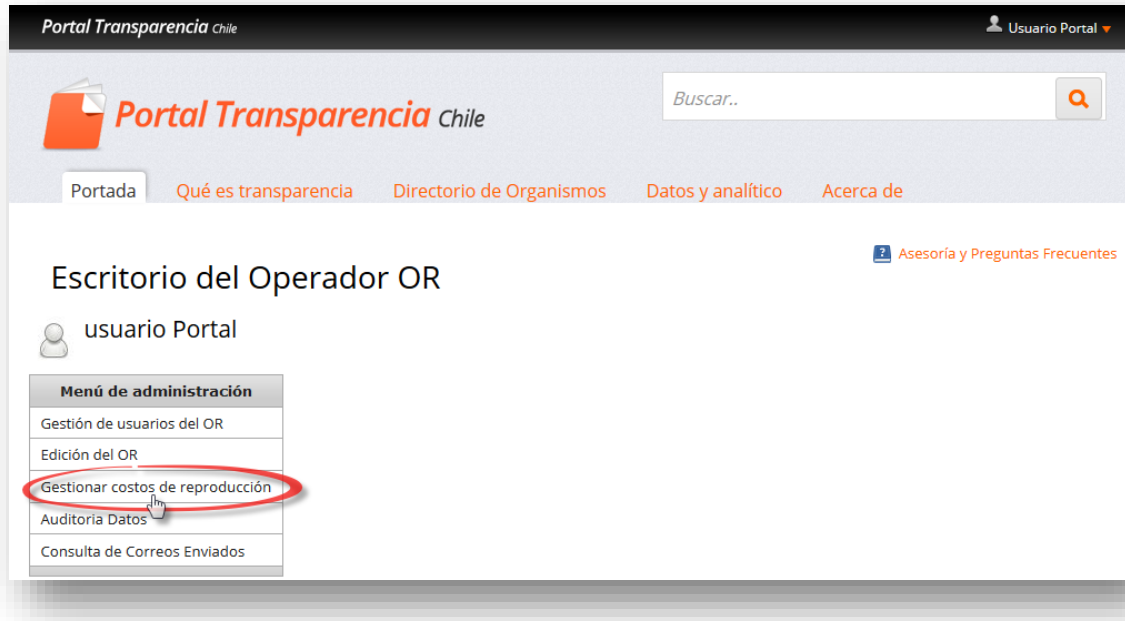 Portal Transparencia Chile
Usuario Portal
Portal Transparencia Chile
Buscar..
Portada Qué es transparencia Directorio de Organismos Datos y analítico Acerca de
Asesoría y Preguntas Frecuentes
Escritorio del Operador OR
usuario Portal
Menú de administración
Gestión de usuarios del OR
Edición del OR
Gestionar costos de reproducción
Auditoria Datos
Consulta de Correos Enviados